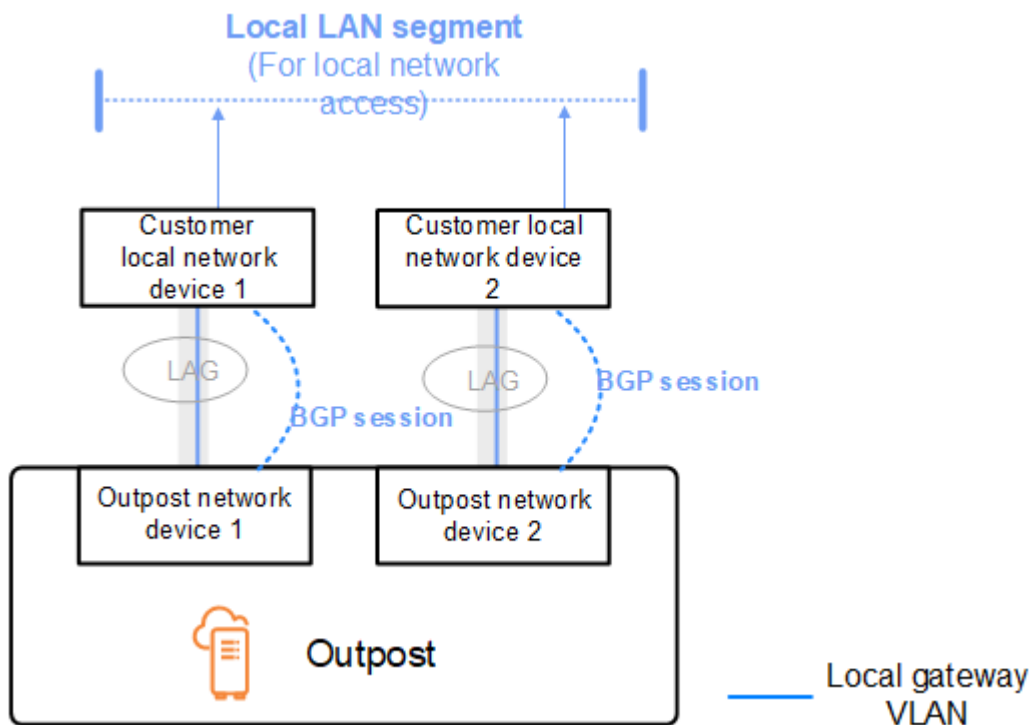 Local LAN segment
(For local network
access)
Customer
local network
device 1
Customer local
network device
2
LAG
LAG
BGP session
BGP session
Outpost network
device 1
Outpost network
device 2
Outpost
Local gateway
VLAN